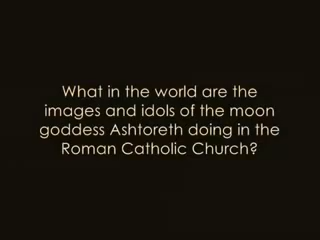 What in the world are the
images and idols of the moon
goddess Ashtoreth doing in the
Roman Catholic Church?